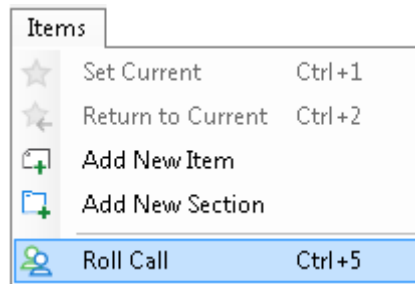 Items
Set Current Ctrl+1
Return to Current Ctrl+2
Add New Item
Add New Section
Roll Call Ctrl+5